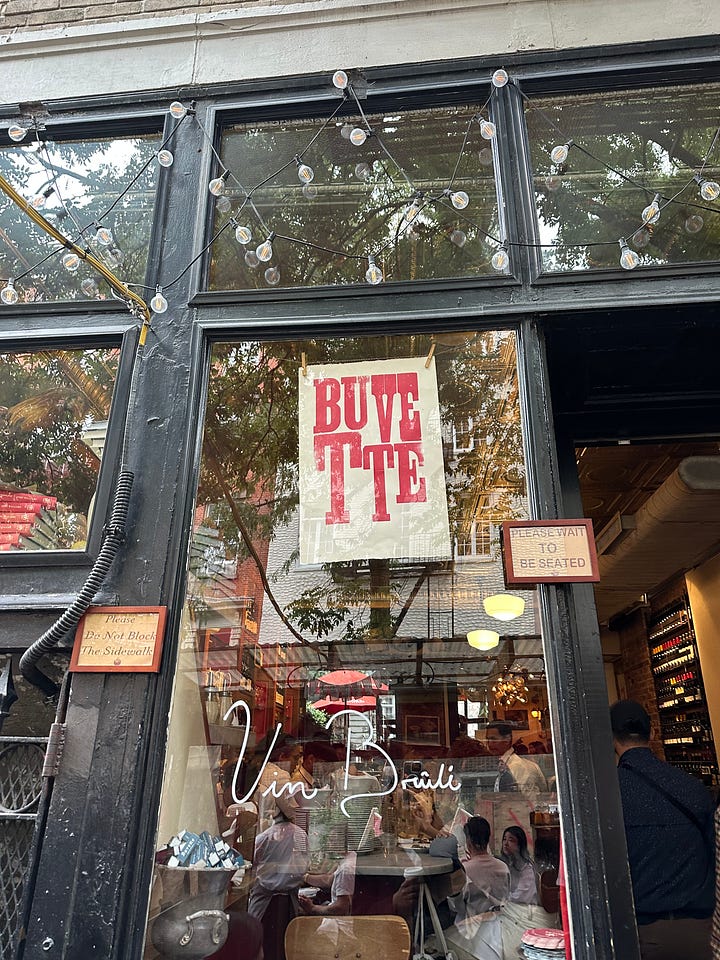 BUVE
TTE
PLEASE WAIT
TO
BE SEATED
Please
Do Not Block
The Sidewalk
Vin Brûlé